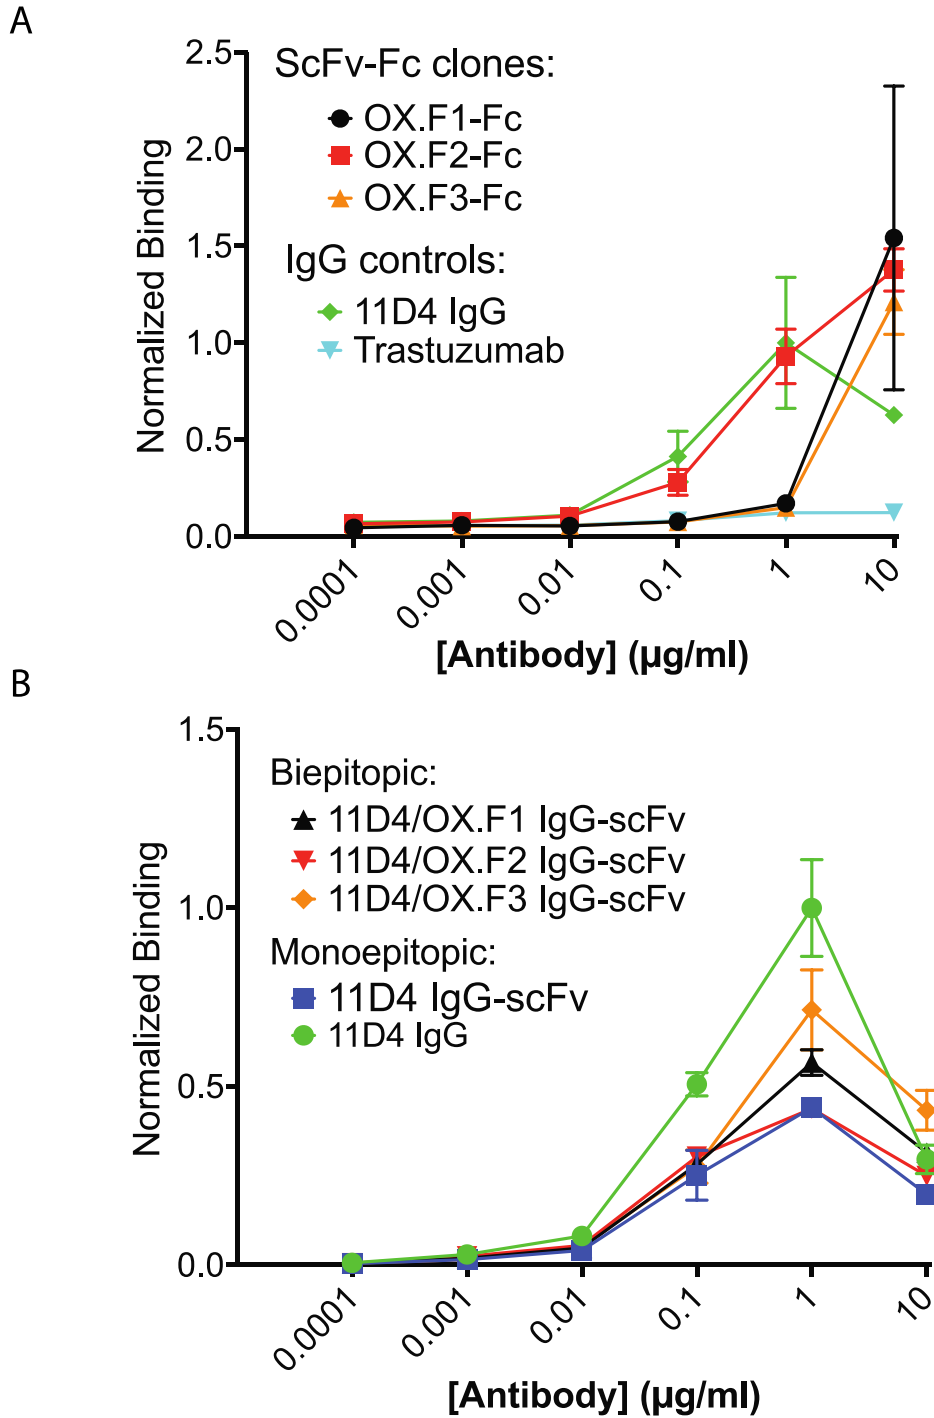 A
2.5
2.0
1.5
1.0
0.5
0.0
Normalized Binding
ScFv-Fc clones:
OX.F1-Fc
OX.F2-Fc
OX.F3-Fc
IgG controls:
11D4 IgG
Trastuzumab
0.0001
0.001
0.01
0.1
1
10
[Antibody] (µg/ml)
B
1.5
1.0
0.5
0.0
Normalized Binding
Biepitopic:
11D4/OX.F1 IgG-scFv
11D4/OX.F2 IgG-scFv
11D4/OX.F3 IgG-scFv
Monoepitopic:
11D4 IgG-scFv
11D4 IgG
0.0001
0.001
0.01
0.1
1
10
[Antibody] (µg/ml)